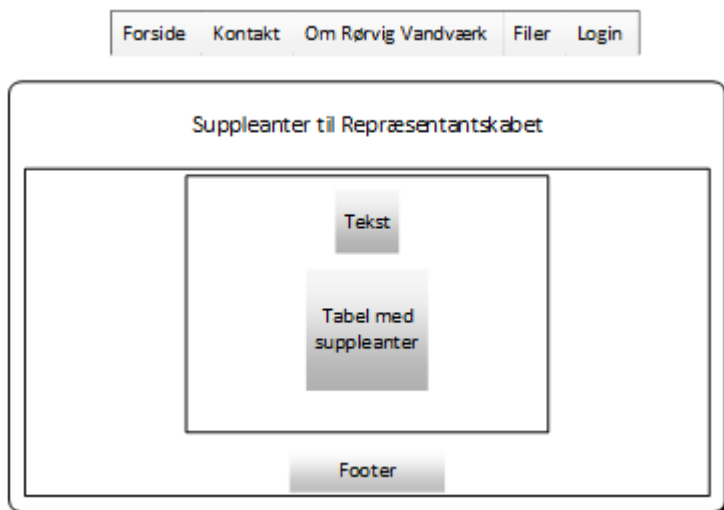 Forside Kontakt Om Rørvig Vandværk Filer Login
Suppleanter til Repræsentantskabet
Tekst
Tabel med
suppleanter
Footer